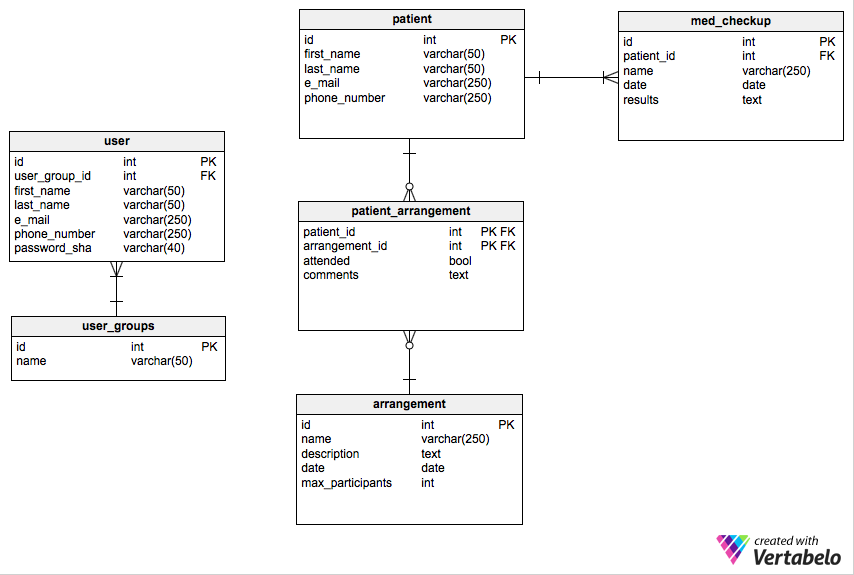 patient
id int PK
first_name varchar(50)
last_name varchar(50)
e_mail varchar(250)
phone_number varchar(250)
med_checkup
id int PK
patient_id int FK
name varchar(250)
date date
results text
user
id int PK
user_group_id int FK
first_name varchar(50)
last_name varchar(50)
e_mail varchar(250)
phone_number varchar(250)
password_sha varchar(40)
patient_arrangement
patient_id int PK FK
arrangement_id int PK FK
attended bool
comments text
user_groups
id int PK
name varchar(50)
arrangement
id int PK
name varchar(250)
description text
date date
max_participants int
created with
Vertabelo